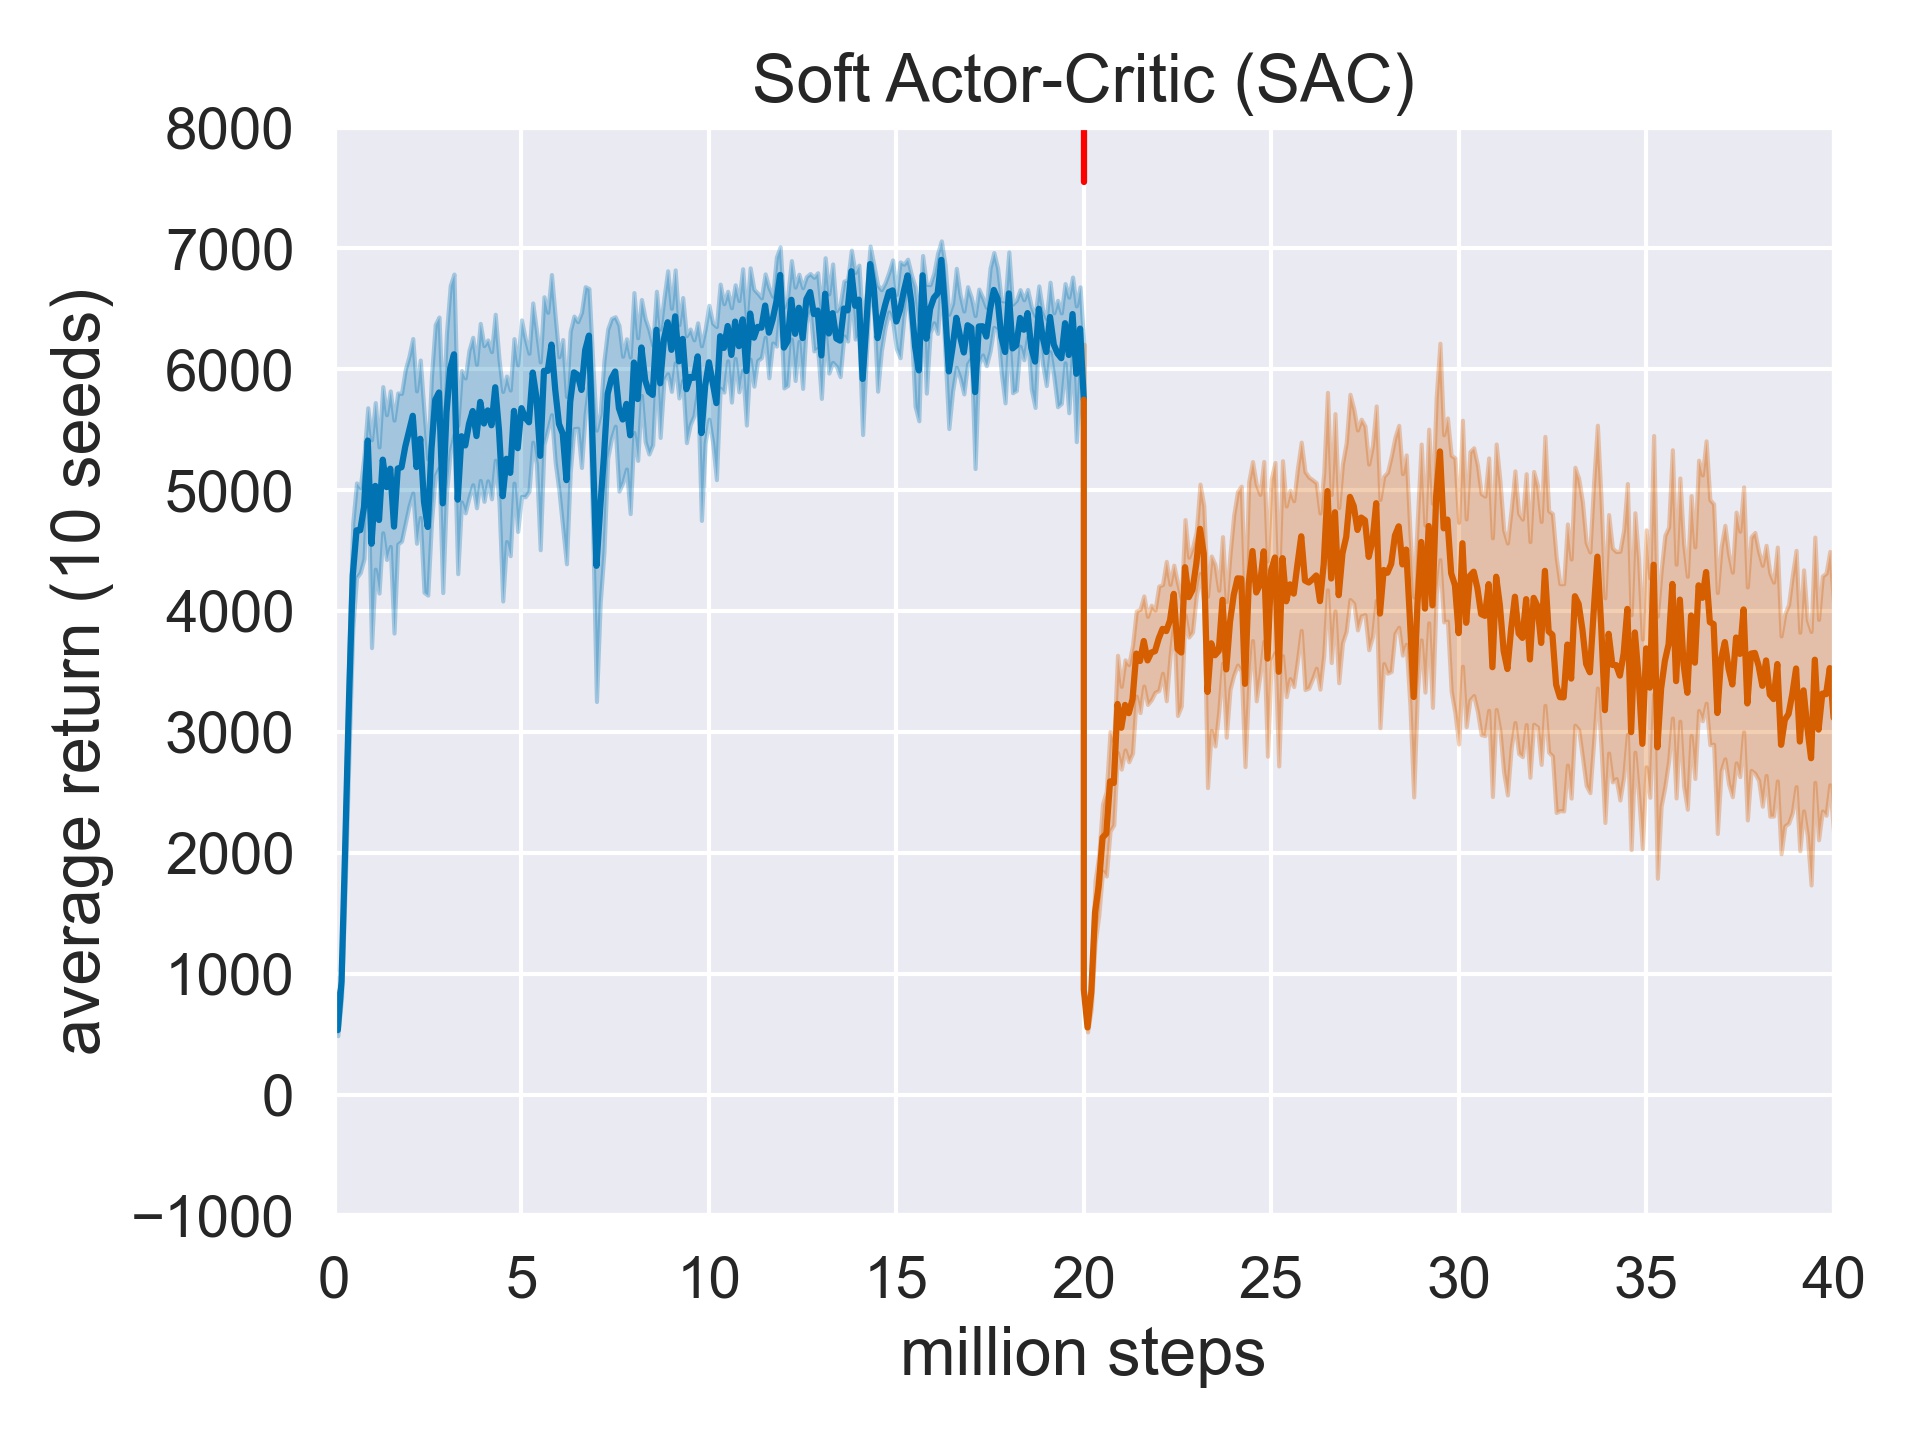 Soft Actor-Critic (SAC)
8000
7000
6000
5000
4000
3000
2000
1000
0
−1000
average return (10 seeds)
0 5 10 15 20 25 30 35 40
million steps